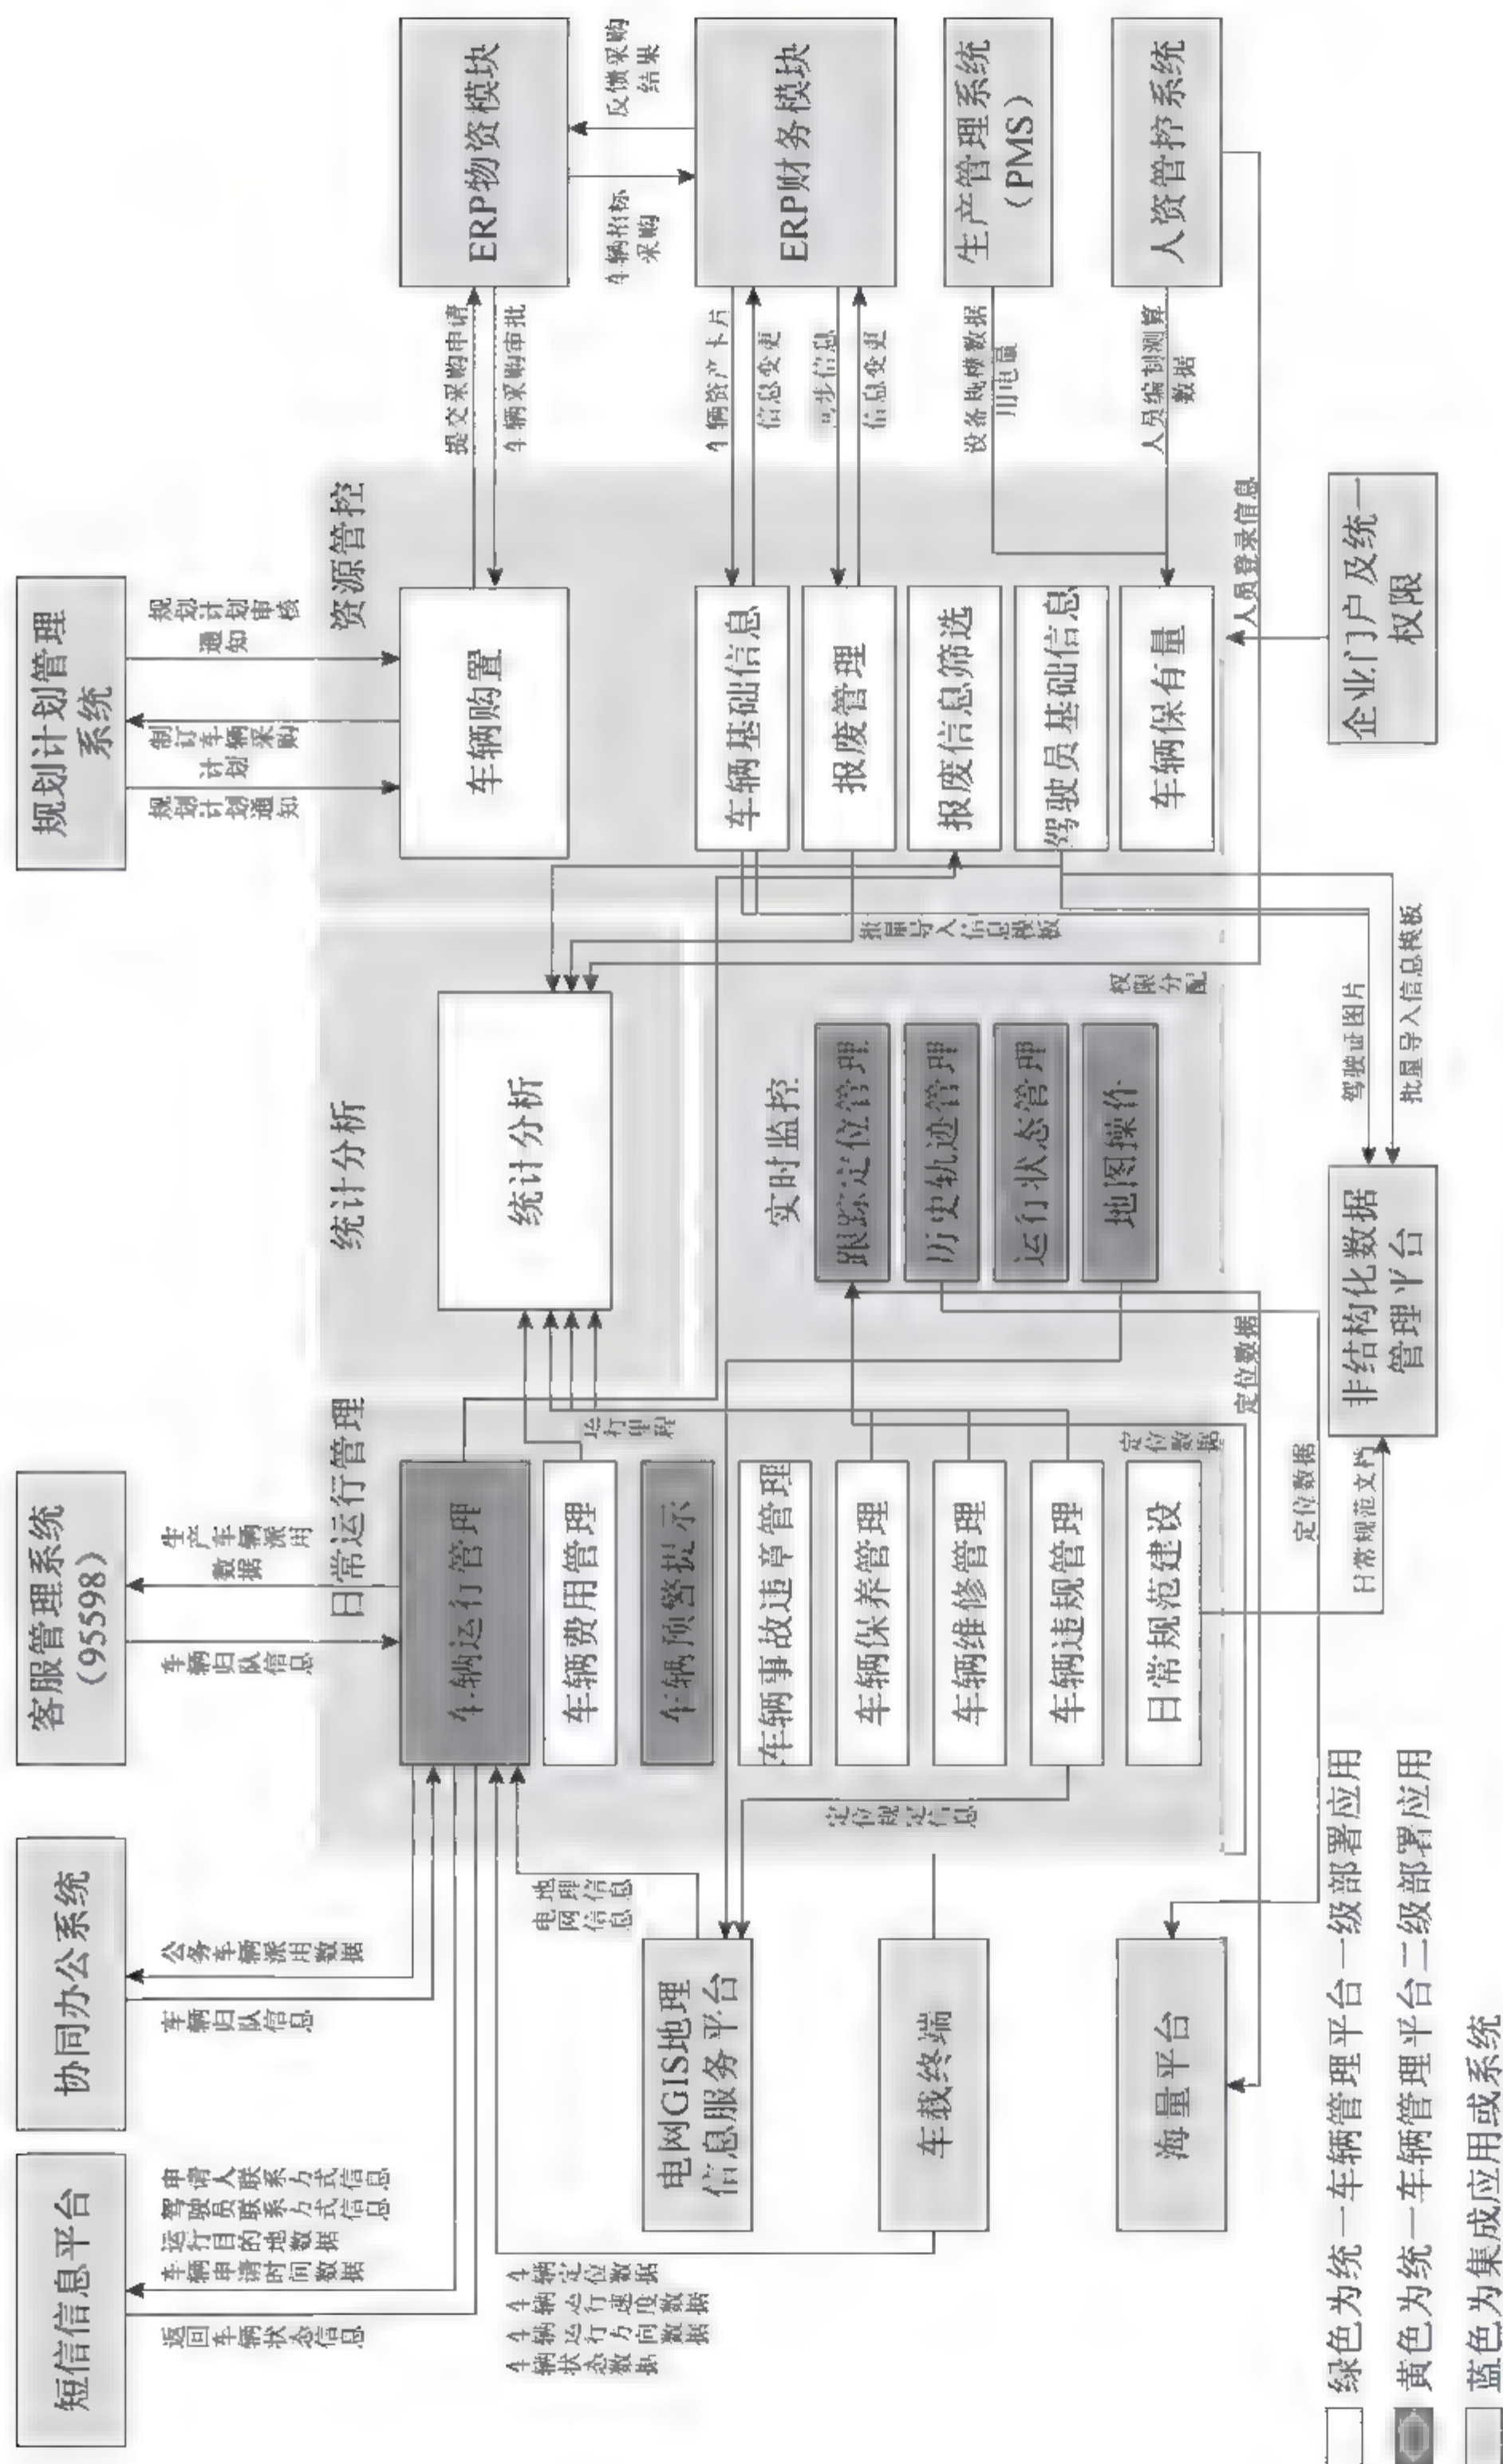 短信信息平台
协同办公系统
客服管理系统
(95598)
规划计划管理
系统
返回车辆状态信息
车辆申请时间数据
运行目的地数据
驾驶员联系方式信息
申请人联系方式信息
车辆归队信息
公务车辆派用数据
车辆归队信息
生产车辆派用
数据
规划计划通知
制订车辆采购
计划
规划计划审核
通知
日常运行管理
统计分析
资源管控
车辆运行管理
车辆费用管理
车辆预警提示
车辆事故违章管理
车辆保养管理
车辆维修管理
车辆违规管理
日常规范建设
运行里程
定位数据
定位规定信息
统计分析
实时监控
跟踪定位管理
历史轨迹管理
运行状态管理
地图操作
权限分配
车辆购置
车辆基础信息
报废管理
报废信息筛选
驾驶员基础信息
车辆保有量
批量导入信息模板
提交采购申请
车辆采购审批
车辆资产卡片
信息变更
同步信息
信息变更
设备规模数据
用电量
人员编制测算
数据
人员登录信息
ERP物资模块
车辆招标
采购
反馈采购
结果
ERP财务模块
生产管理系统
(PMS)
人资管控系统
电网
地理
信息
车辆状态数据
车辆运行方向数据
车辆运行速度数据
车辆定位数据
电网GIS地理
信息服务平台
车载终端
海量平台
定位数据
定位数据
日常规范文档
非结构化数据
管理平台
驾驶证图片
批量导入信息模板
企业门户及统一
权限
绿色为统一车辆管理平台一级部署应用
黄色为统一车辆管理平台二级部署应用
蓝色为集成应用或系统